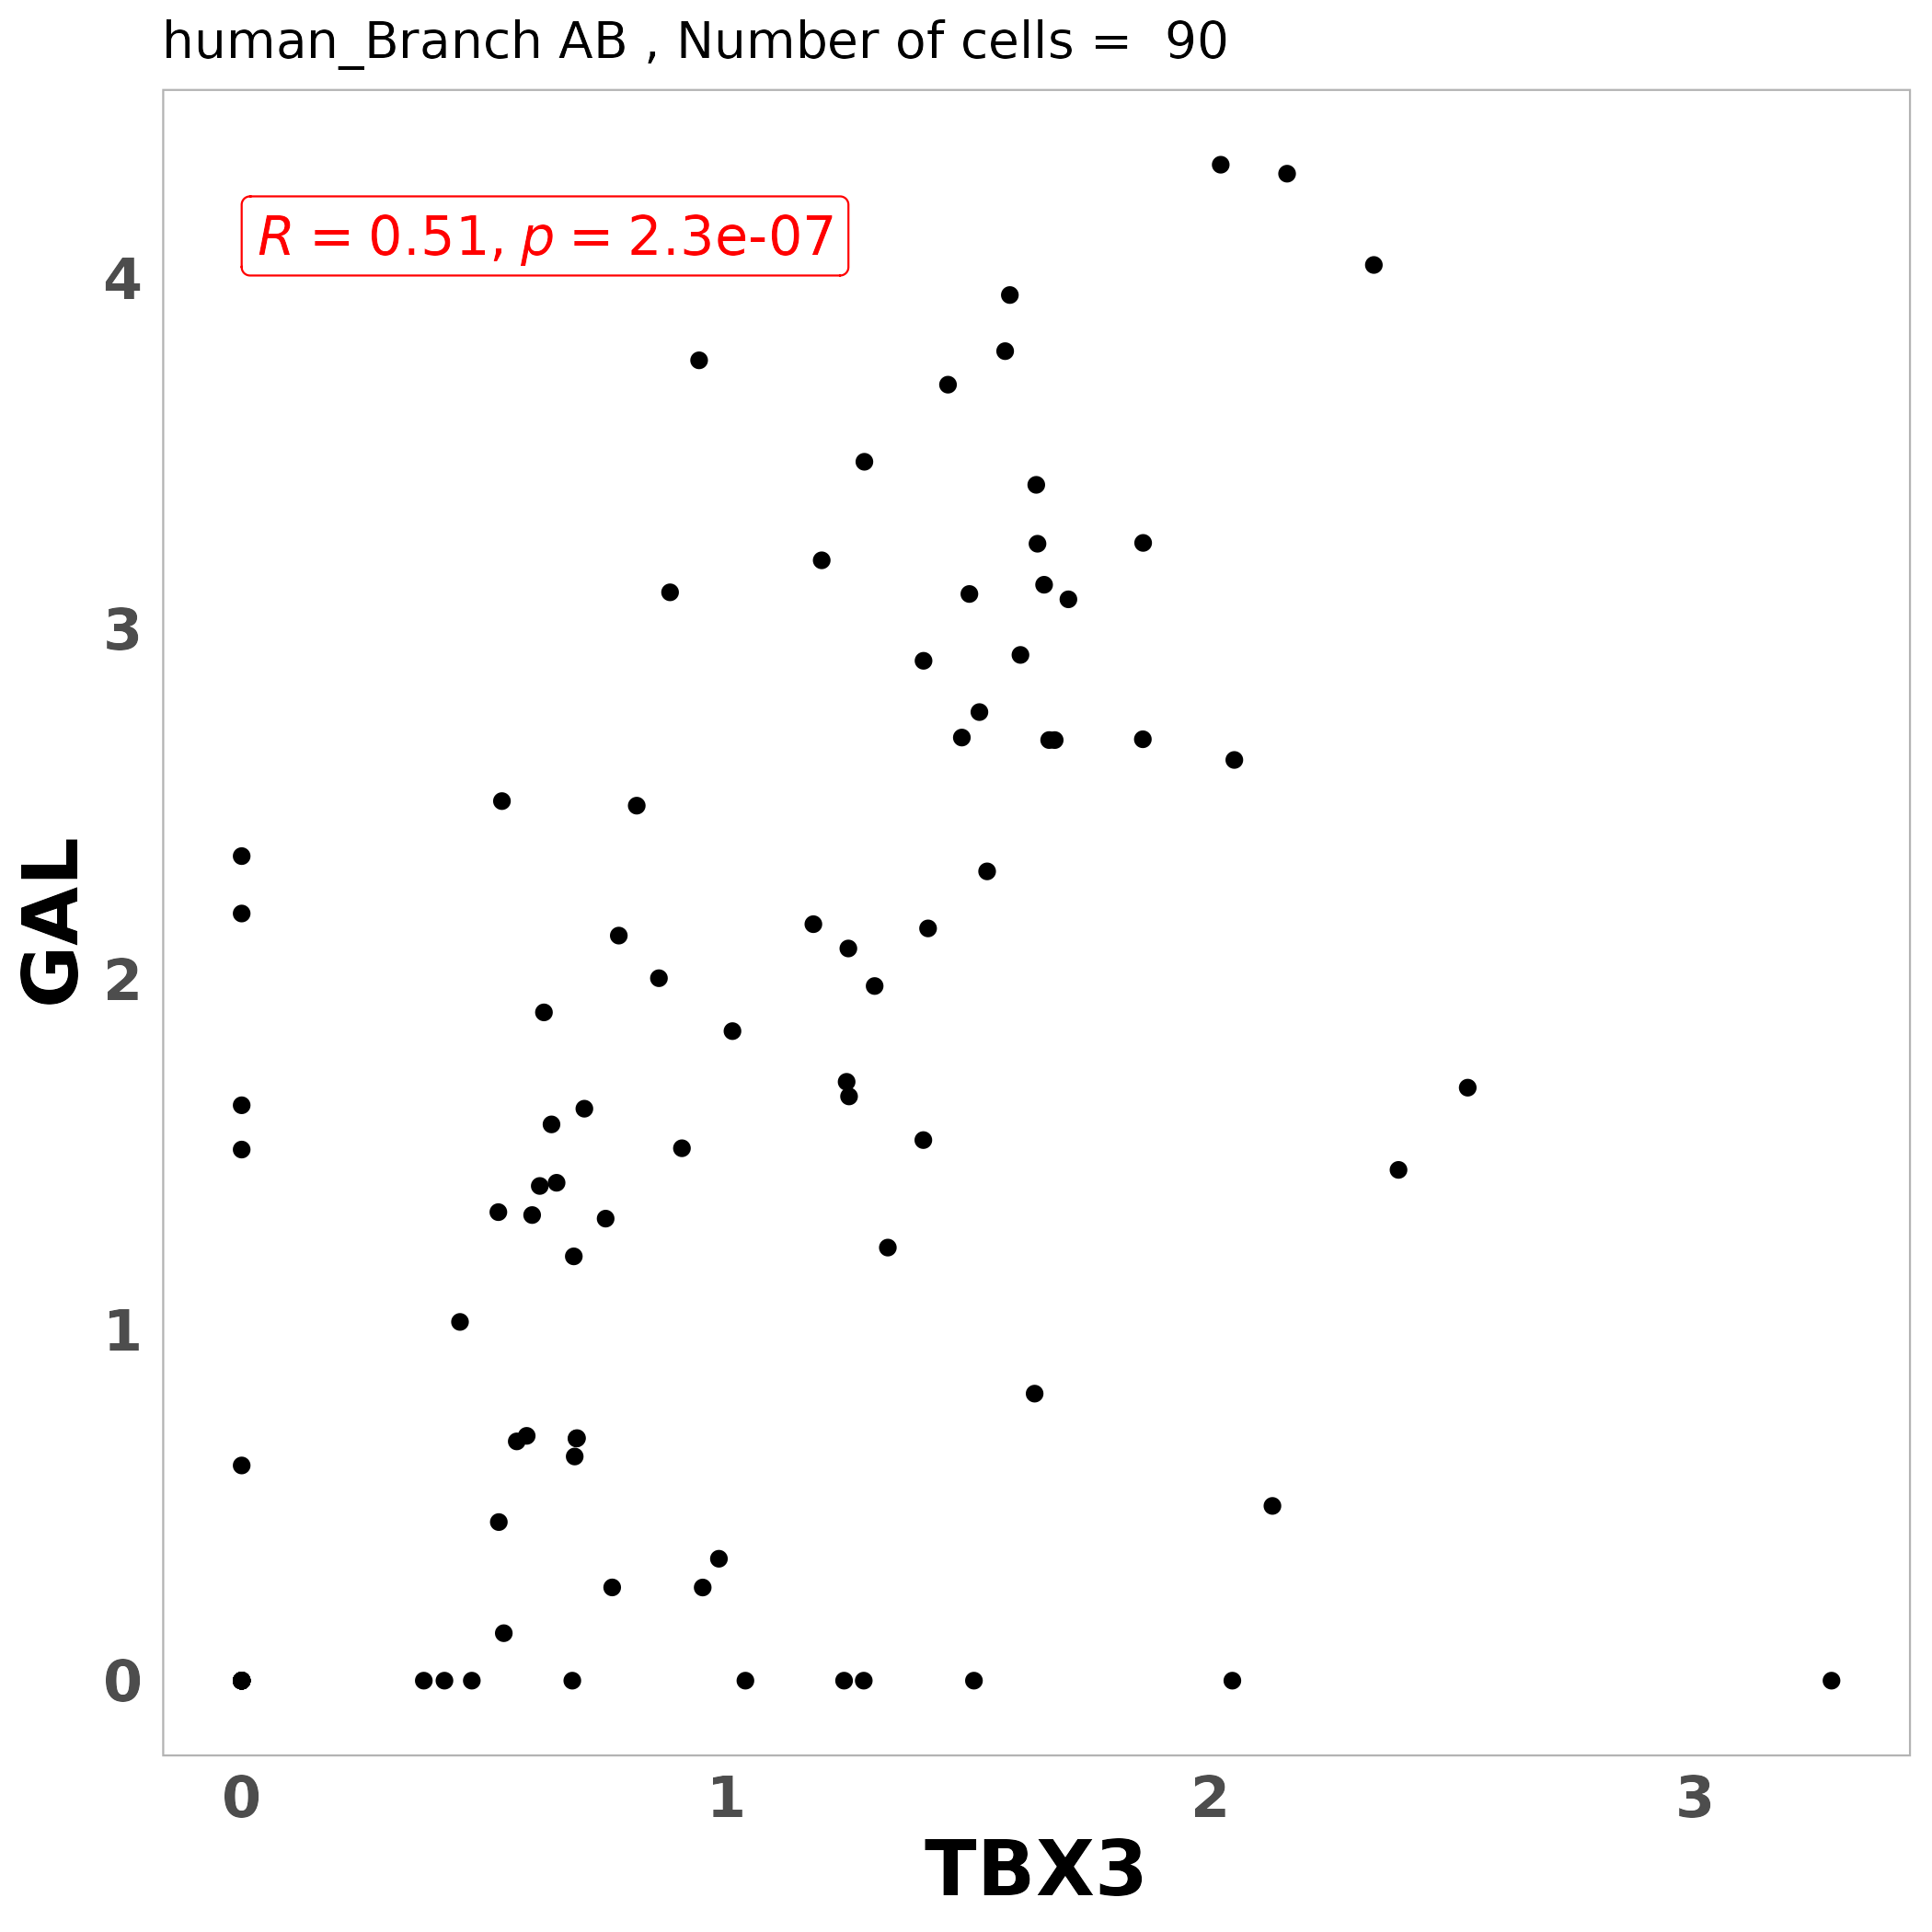 human_Branch AB , Number of cells =  90
R = 0.51, p = 2.3e-07
4
3
2
1
0
GAL
0 1 2 3
TBX3